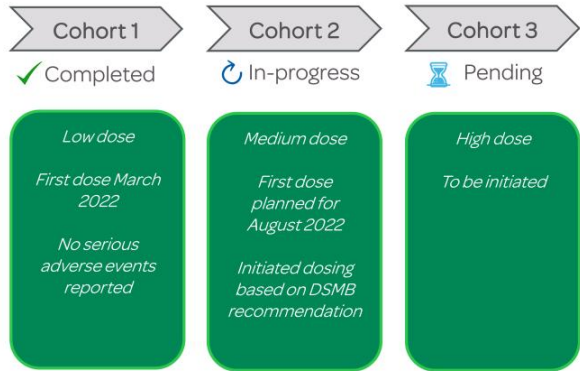 Cohort 1
Completed
Low dose
First dose March
2022
No serious
adverse events
reported
Cohort 2
In-progress
Medium dose
First dose
planned for
August 2022
Initiated dosing
based on DSMB
recommendation
Cohort 3
Pending
High dose
To be initiated